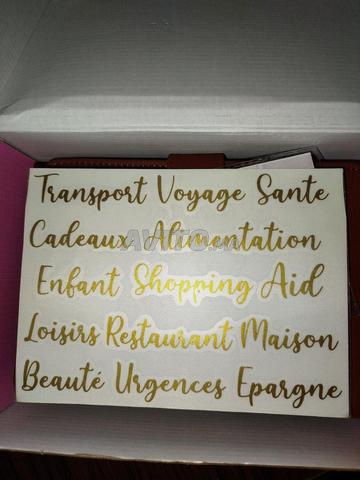 Transport Voyage Sante
Cadeaux Alimentation
Enfant Shopping Aid
Loisirs Restaurant Maison
Beauté Urgences Epargne